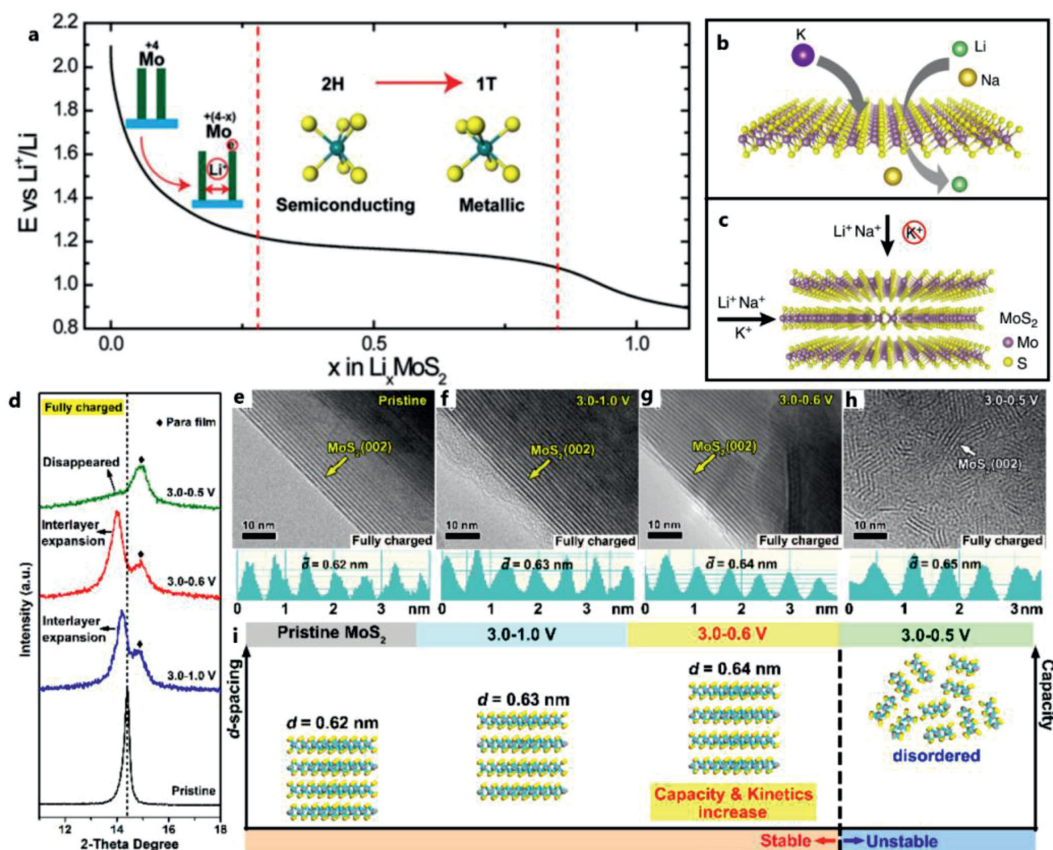 a
2.2
2.0
1.8
1.6
1.4
1.2
1.0
0.8
E vs Li⁺/Li
+4
Mo
+(4-x)
Mo
e
Li⁺
2H
1T
Semiconducting
Metallic
0.0
0.5
1.0
x in LiₓMoS₂
b
K
Li
Na
c
Li⁺ Na⁺
K⁺
Li⁺ Na⁺
K⁺
MoS₂
Mo
S
d
Fully charged
♦ Para film
Disappeared
3.0-0.5 V
Interlayer
expansion
3.0-0.6 V
Interlayer
expansion
3.0-1.0 V
Pristine
Intensity (a.u.)
11
12
14
16
18
2-Theta Degree
e
Pristine
MoS₂(002)
10 nm
Fully charged
d̄ = 0.62 nm
0
1
2
3
nm
f
3.0-1.0 V
MoS₂(002)
10 nm
Fully charged
d̄ = 0.63 nm
0
1
2
3
nm
g
3.0-0.6 V
MoS₂(002)
10 nm
Fully charged
d̄ = 0.64 nm
0
1
2
3
nm
h
3.0-0.5 V
MoS₂(002)
10 nm
Fully charged
d̄ = 0.65 nm
0
1
2
3nm
i
Pristine MoS₂
3.0-1.0 V
3.0-0.6 V
3.0-0.5 V
d-spacing
Capacity
d = 0.62 nm
d = 0.63 nm
d = 0.64 nm
disordered
Capacity & Kinetics
increase
Stable
Unstable